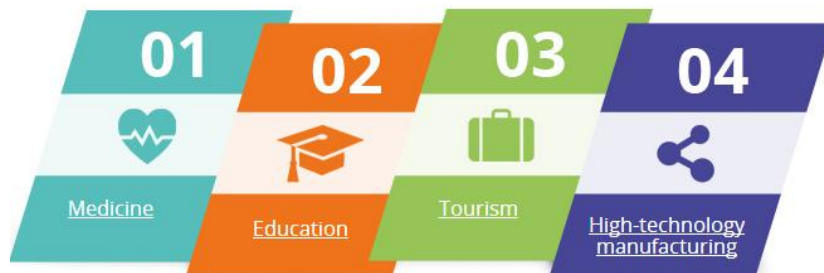 01
Medicine
02
Education
03
Tourism
04
High-technology
manufacturing